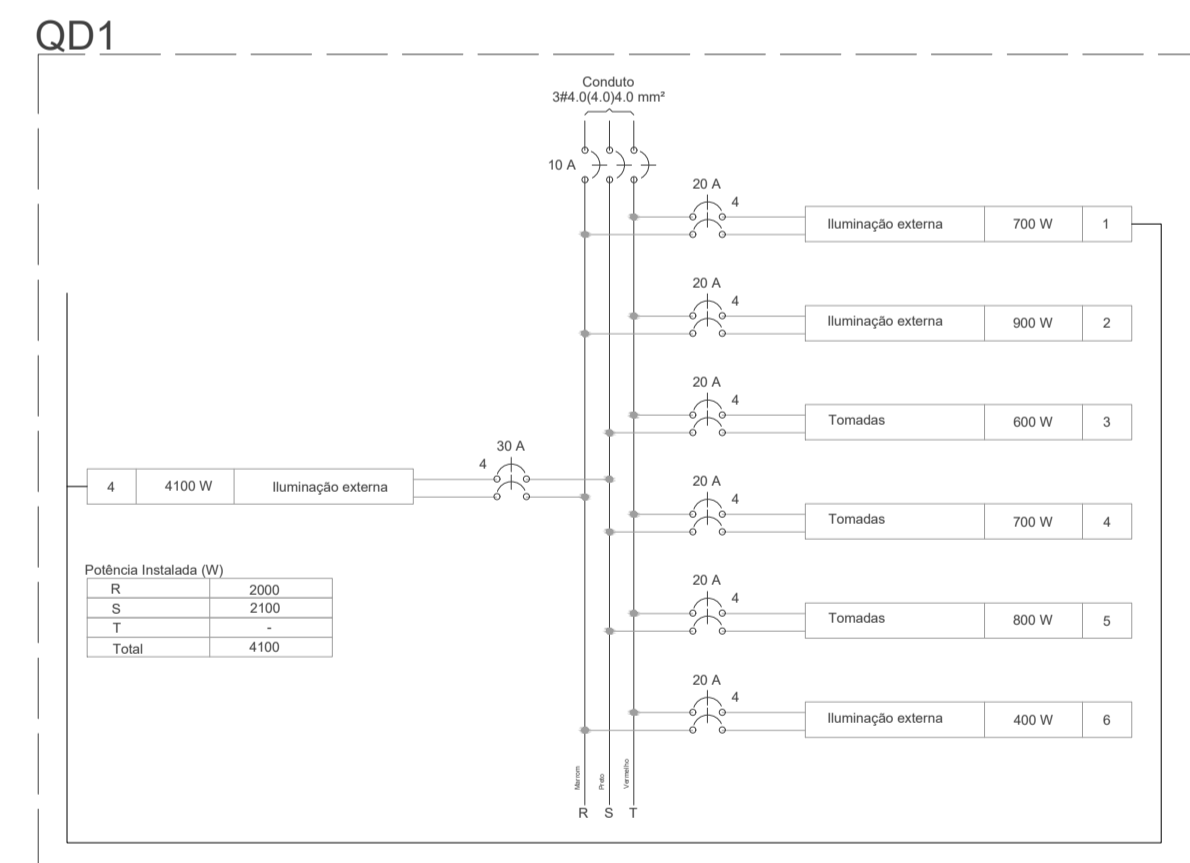 QD1
Conduto
3#4.0(4.0)4.0 mm²
10 A
20 A
4
Iluminação externa 700 W 1
20 A
4
Iluminação externa 900 W 2
20 A
4
Tomadas 600 W 3
30 A
4
4 4100 W Iluminação externa
20 A
4
Tomadas 700 W 4
Potência Instalada (W)
R 2000
S 2100
T -
Total 4100
20 A
4
Tomadas 800 W 5
20 A
4
Iluminação externa 400 W 6
Marrom
Preto
Vermelho
R S T